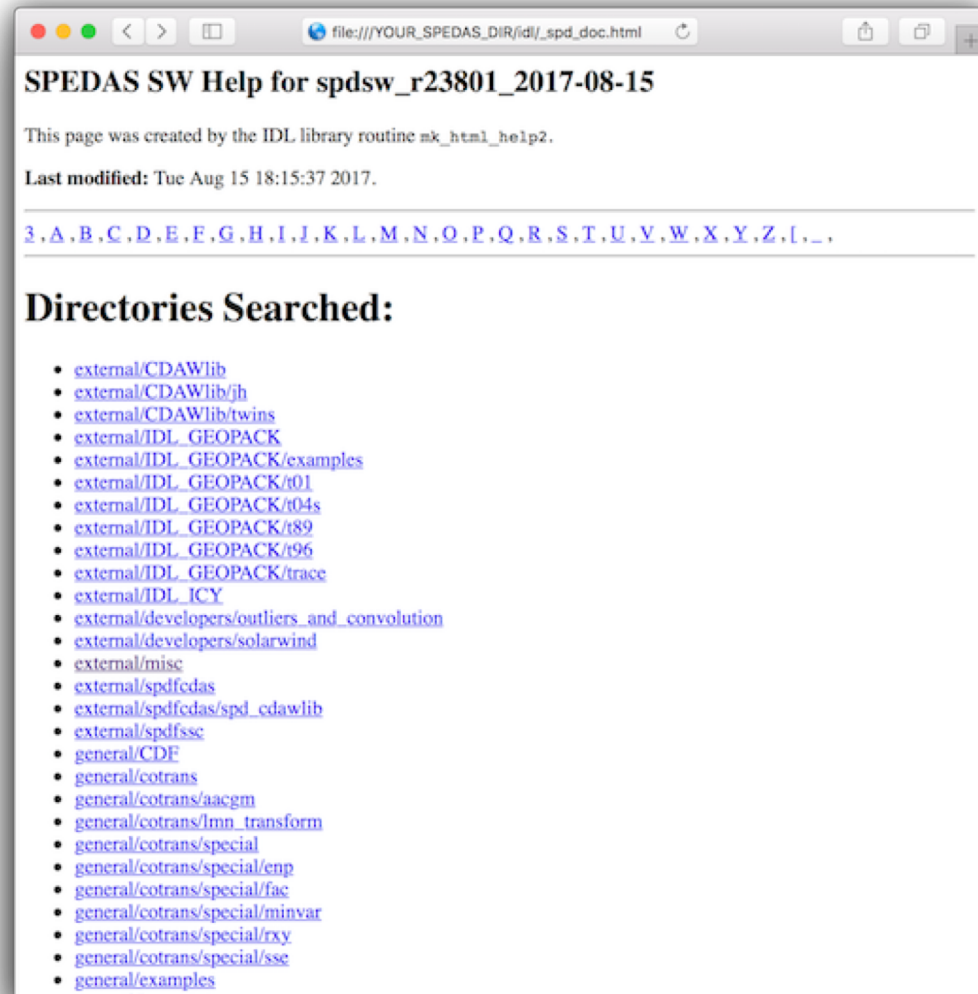 file:///YOUR_SPEDAS_DIR/idl/_spd_doc.html
SPEDAS SW Help for spdsw_r23801_2017-08-15
This page was created by the IDL library routine mk_html_help2.
Last modified: Tue Aug 15 18:15:37 2017.
3 , A , B , C , D , E , F , G , H , I , J , K , L , M , N , O , P , Q , R , S , T , U , V , W , X , Y , Z , [ , _ ,
Directories Searched:
• external/CDAWlib
• external/CDAWlib/jh
• external/CDAWlib/twins
• external/IDL_GEOPACK
• external/IDL_GEOPACK/examples
• external/IDL_GEOPACK/t01
• external/IDL_GEOPACK/t04s
• external/IDL_GEOPACK/t89
• external/IDL_GEOPACK/t96
• external/IDL_GEOPACK/trace
• external/IDL_ICY
• external/developers/outliers_and_convolution
• external/developers/solarwind
• external/misc
• external/spdfcdas
• external/spdfcdas/spd_cdawlib
• external/spdfssc
• general/CDF
• general/cotrans
• general/cotrans/aacgm
• general/cotrans/lmn_transform
• general/cotrans/special
• general/cotrans/special/enp
• general/cotrans/special/fac
• general/cotrans/special/minvar
• general/cotrans/special/rxy
• general/cotrans/special/sse
• general/examples